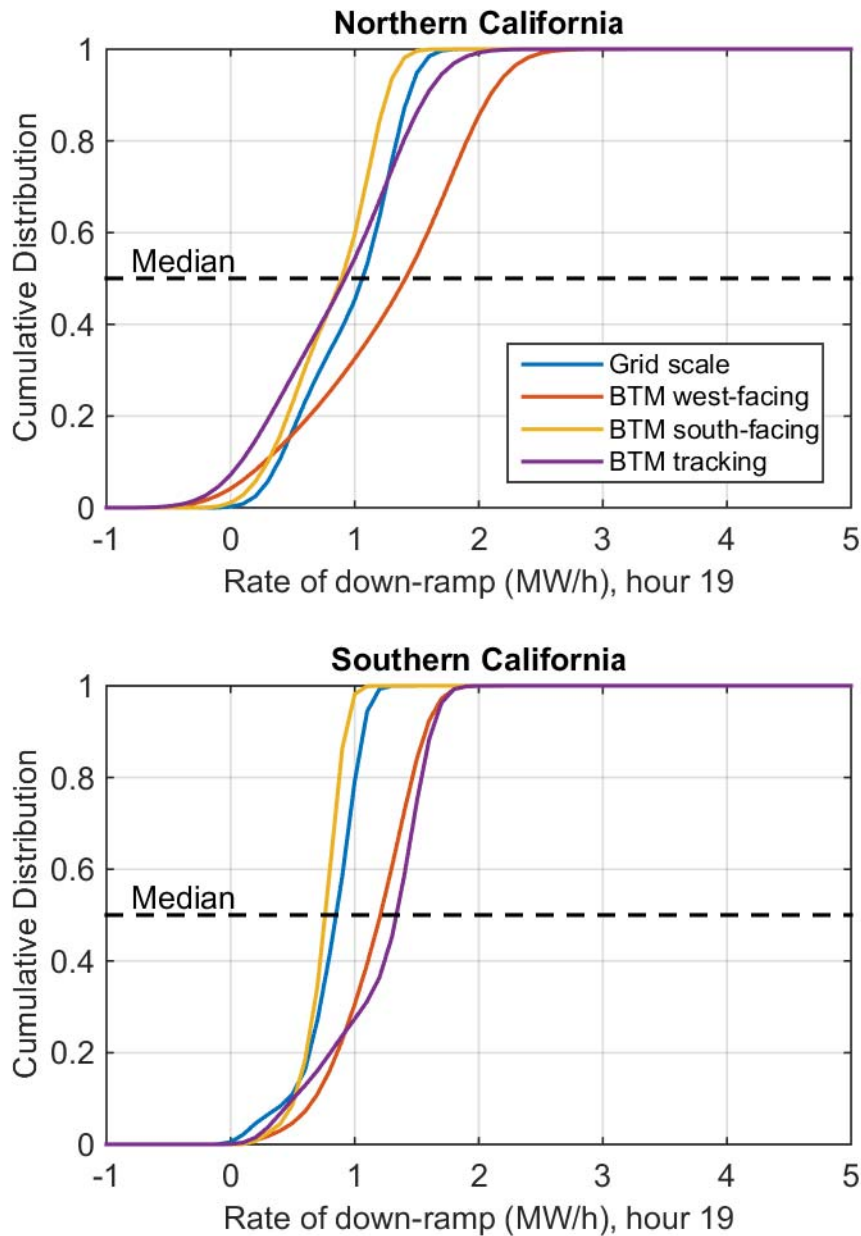 Northern California
1
0.8
0.6
0.4
0.2
0
Cumulative Distribution
Median
Grid scale
BTM west-facing
BTM south-facing
BTM tracking
-1 0 1 2 3 4 5
Rate of down-ramp (MW/h), hour 19
Southern California
1
0.8
0.6
0.4
0.2
0
Cumulative Distribution
Median
-1 0 1 2 3 4 5
Rate of down-ramp (MW/h), hour 19